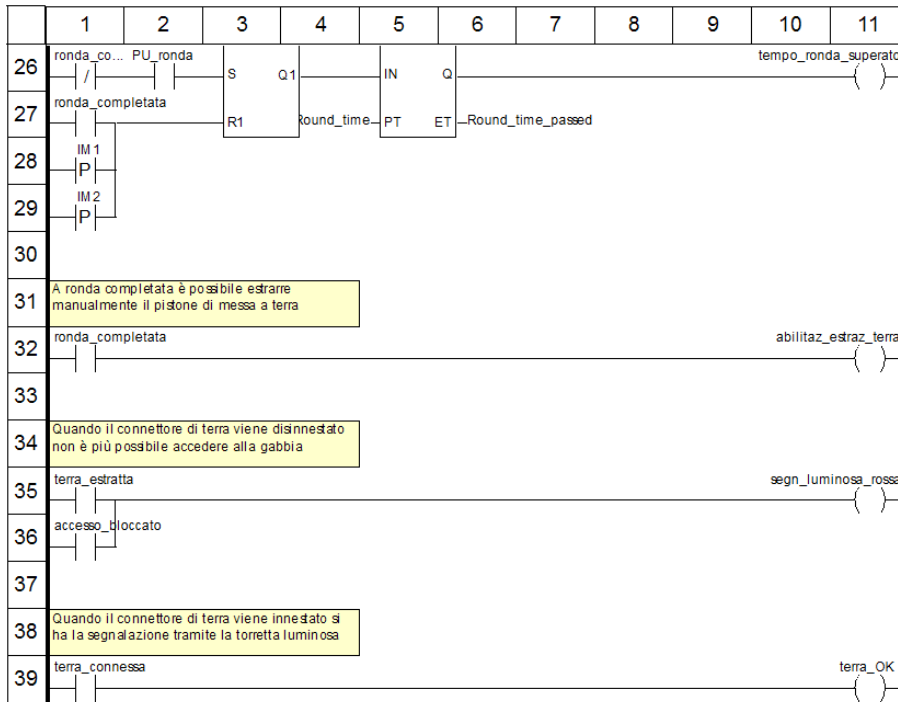 1 2 3 4 5 6 7 8 9 10 11
26 ronda_co... PU_ronda tempo_ronda_superato
/ S Q1 IN Q
27 ronda_completata
R1 Round_time PT ET Round_time_passed
28 IM1
P
29 IM2
P
30
31 A ronda completata è possibile estrarre
manualmente il pistone di messa a terra
32 ronda_completata abilitaz_estraz_terra
33
34 Quando il connettore di terra viene disinnestato
non è più possibile accedere alla gabbia
35 terra_estratta segn_luminosa_rossa
36 accesso_bloccato
37
38 Quando il connettore di terra viene innestato si
ha la segnalazione tramite la torretta luminosa
39 terra_connessa terra_OK